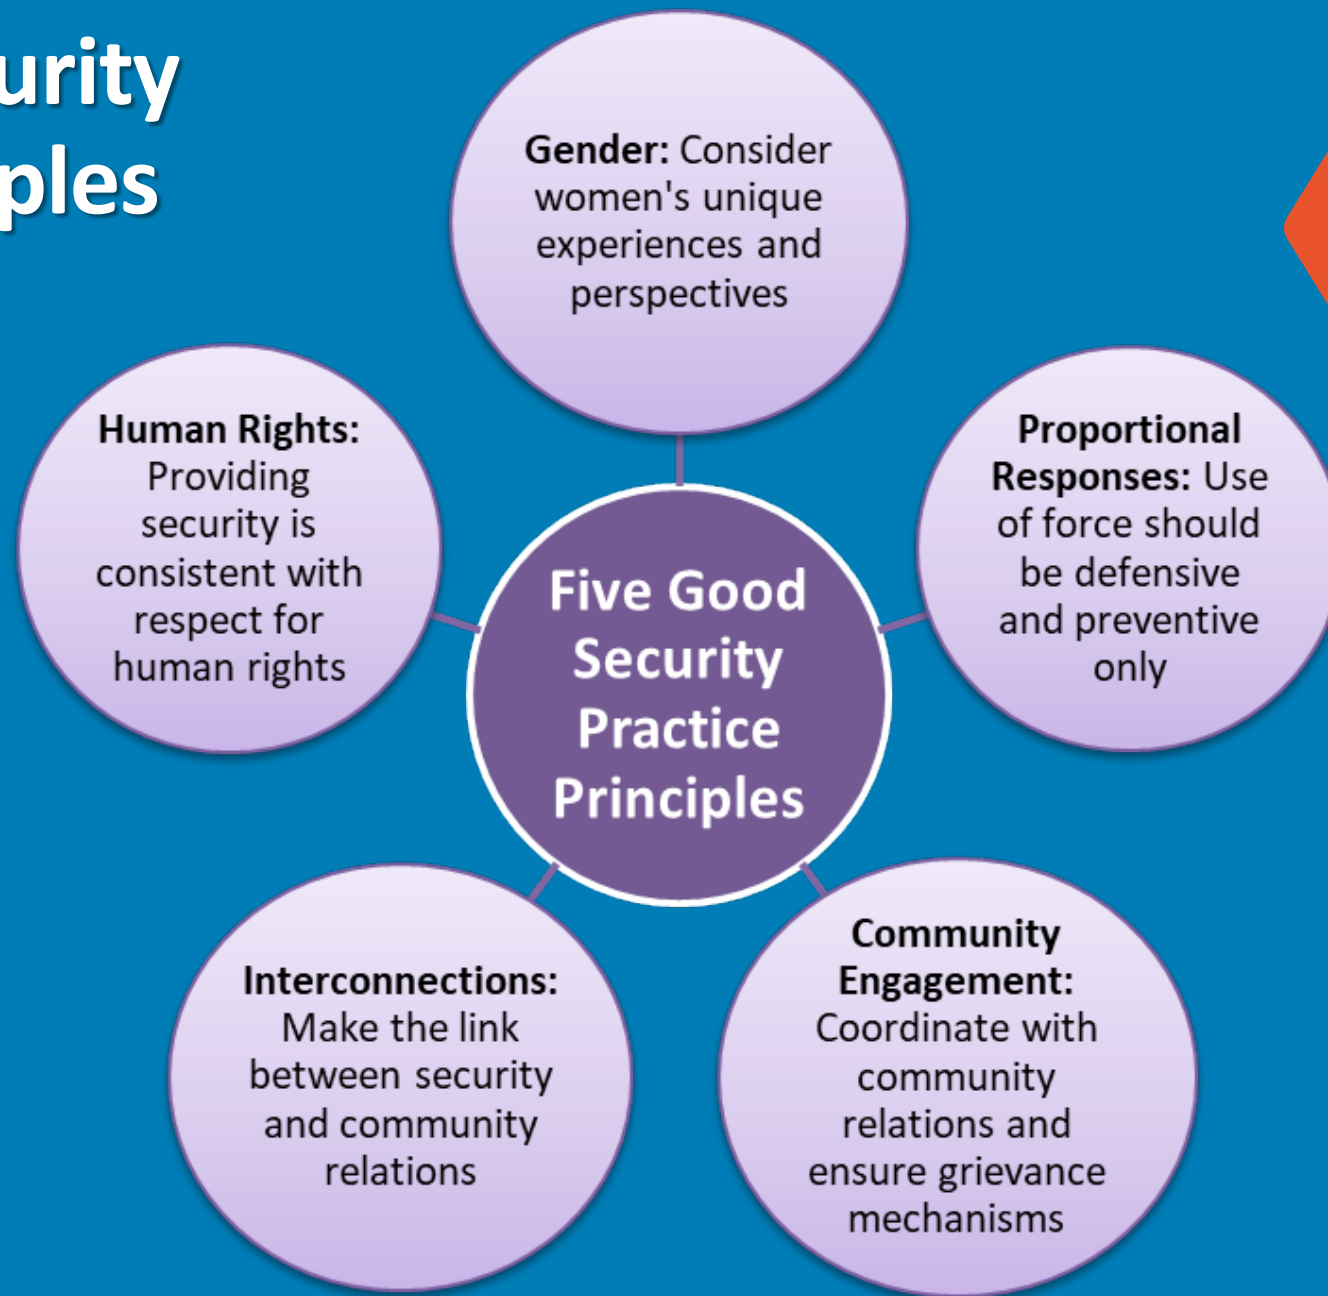 urity
ples
Gender: Consider
women's unique
experiences and
perspectives
Human Rights:
Providing
security is
consistent with
respect for
human rights
Proportional
Responses: Use
of force should
be defensive
and preventive
only
Five Good
Security
Practice
Principles
Interconnections:
Make the link
between security
and community
relations
Community
Engagement:
Coordinate with
community
relations and
ensure grievance
mechanisms